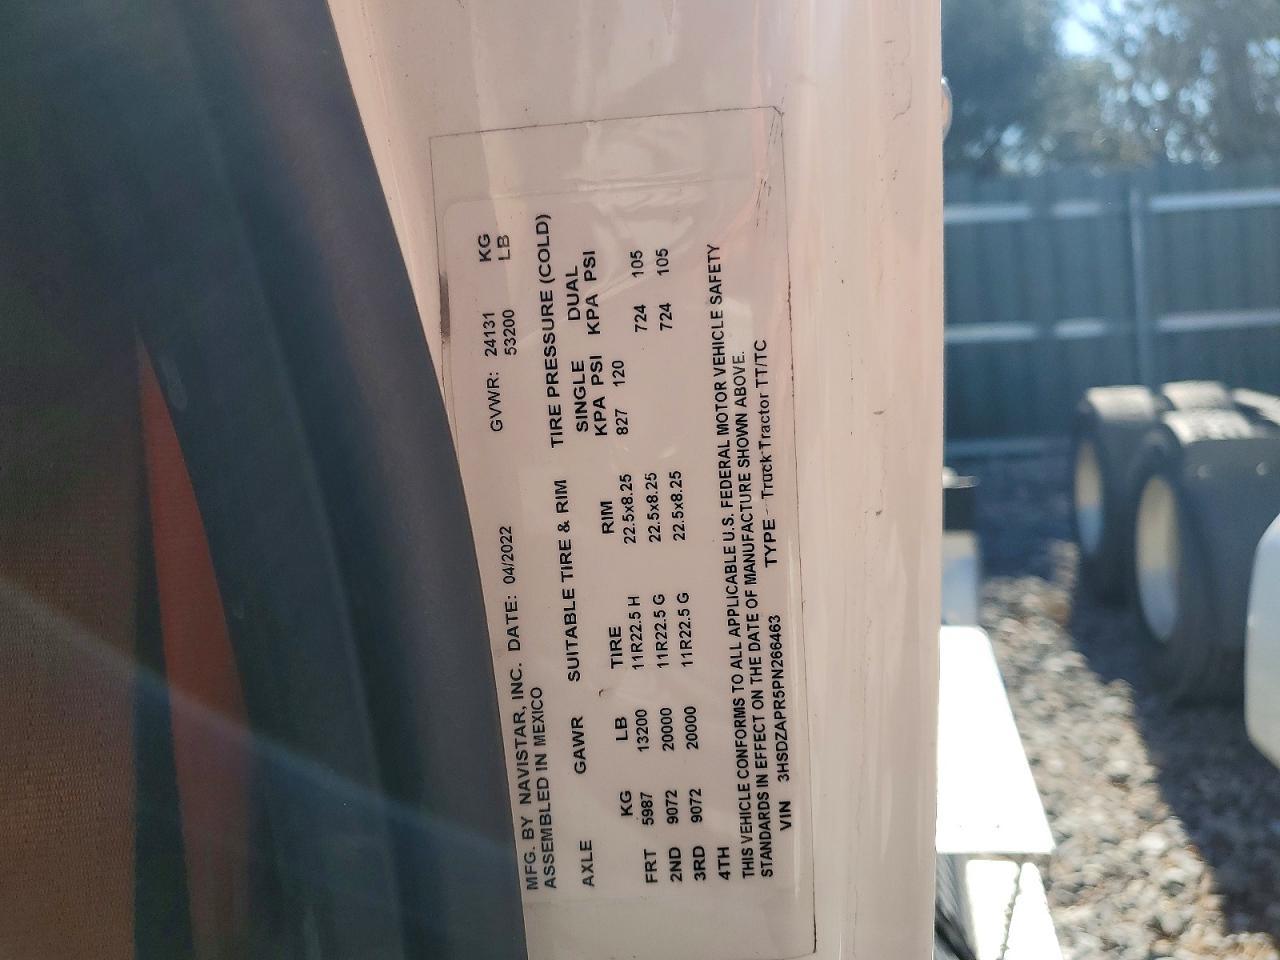 MFG. BY NAVISTAR, INC. DATE: 04/2022 GVWR: 24131 KG
ASSEMBLED IN MEXICO 53200 LB
GAWR SUITABLE TIRE & RIM TIRE PRESSURE (COLD)
AXLE SINGLE DUAL
KG LB TIRE RIM KPA PSI KPA PSI
FRT 5987 13200 11R22.5 H 22.5x8.25 827 120
2ND 9072 20000 11R22.5 G 22.5x8.25 724 105
3RD 9072 20000 11R22.5 G 22.5x8.25 724 105
4TH
THIS VEHICLE CONFORMS TO ALL APPLICABLE U.S. FEDERAL MOTOR VEHICLE SAFETY
STANDARDS IN EFFECT ON THE DATE OF MANUFACTURE SHOWN ABOVE.
VIN 3HSDZAPR5PN266463 TYPE Truck Tractor TT/TC